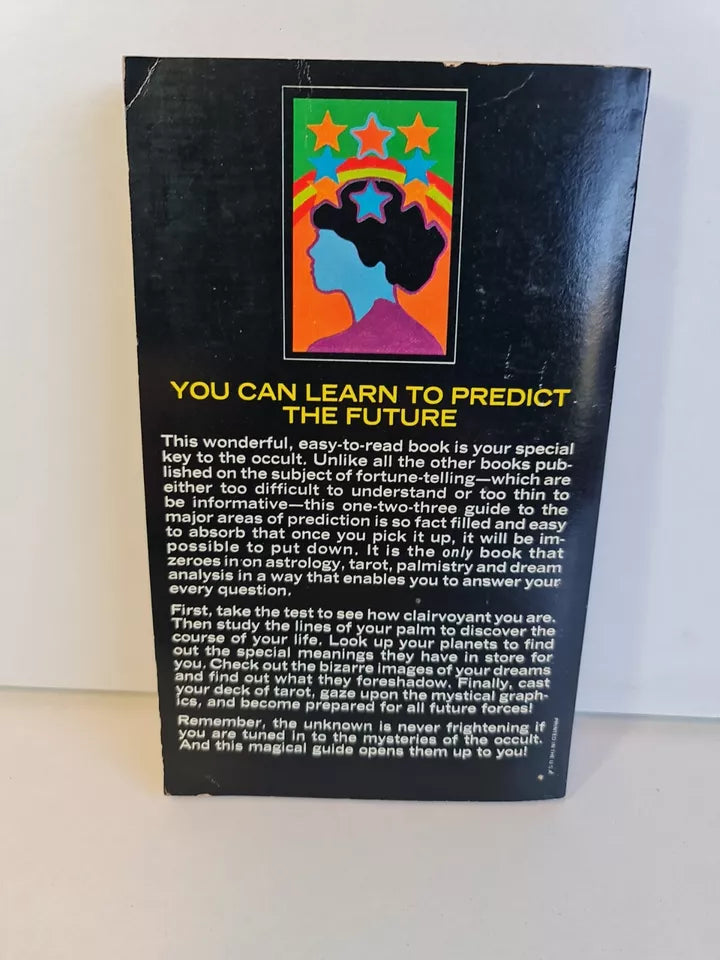 YOU CAN LEARN TO PREDICT
THE FUTURE
This wonderful, easy-to-read book is your special
key to the occult. Unlike all the other books pub-
lished on the subject of fortune-telling—which are
either too difficult to understand or too thin to
be informative—this one-two-three guide to the
major areas of prediction is so fact filled and easy
to absorb that once you pick it up, it will be im-
possible to put down. It is the only book that
zeroes in on astrology, tarot, palmistry and dream
analysis in a way that enables you to answer your
every question.
First, take the test to see how clairvoyant you are.
Then study the lines of your palm to discover the
course of your life. Look up your planets to find
out the special meanings they have in store for
you. Check out the bizarre images of your dreams
and find out what they foreshadow. Finally, cast
your deck of tarot, gaze upon the mystical graph-
ics, and become prepared for all future forces!
Remember, the unknown is never frightening if
you are tuned in to the mysteries of the occult.
And this magical guide opens them up to you!
PRINTED IN THE U.S.A.